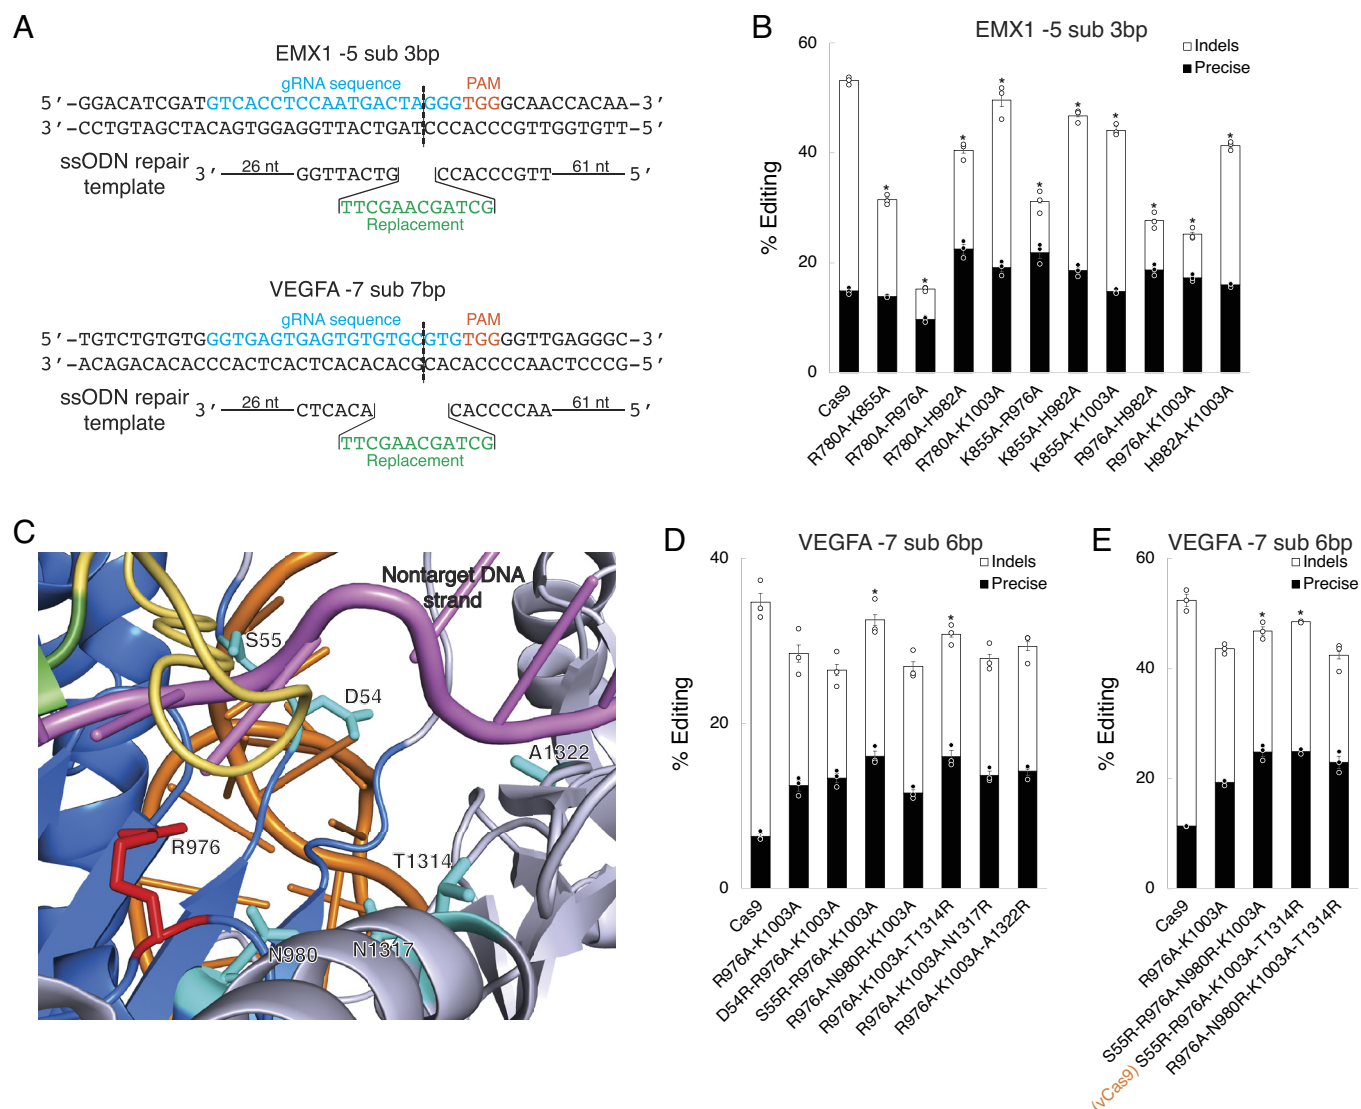 A
EMX1 -5 sub 3bp
gRNA sequence PAM
5′-GGACATCGATGTCACCTCCAATGACTAGGGTGGGCAACCACAA-3′
3′-CCTGTAGCTACAGTGGAGGTTACTGATCCCACCCGTTGGTGTT-5′
ssODN repair template
3′ 26 nt GGTTACTG CCACCCGTT 61 nt 5′
TTCGAACGATCG
Replacement
VEGFA -7 sub 7bp
gRNA sequence PAM
5′-TGTCTGTGTGGGTGAGTGAGTGTGTGCGTGTGGGGTTGAGGGC-3′
3′-ACAGACACACCCACTCACTCACACACGCACACCCCAACTCCCG-5′
ssODN repair template
3′ 26 nt CTCACA CACCCCAA 61 nt 5′
TTCGAACGATCG
Replacement
B
EMX1 -5 sub 3bp
Indels
Precise
% Editing
60
40
20
0
* * * * * * * * * *
Cas9
R780A-K855A
R780A-R976A
R780A-H982A
R780A-K1003A
K855A-R976A
K855A-H982A
K855A-K1003A
R976A-H982A
R976A-K1003A
H982A-K1003A
C
Nontarget DNA
strand
S55
D54
A1322
R976
T1314
N980
N1317
D
VEGFA -7 sub 6bp
Indels
Precise
% Editing
40
20
0
* *
Cas9
R976A-K1003A
D54R-R976A-K1003A
S55R-R976A-K1003A
R976A-N980R-K1003A
R976A-K1003A-T1314R
R976A-K1003A-N1317R
R976A-K1003A-A1322R
E
VEGFA -7 sub 6bp
Indels
Precise
% Editing
60
40
20
0
* *
Cas9
R976A-K1003A
S55R-R976A-N980R-K1003A
(vCas9) S55R-R976A-K1003A-T1314R
R976A-N980R-K1003A-T1314R